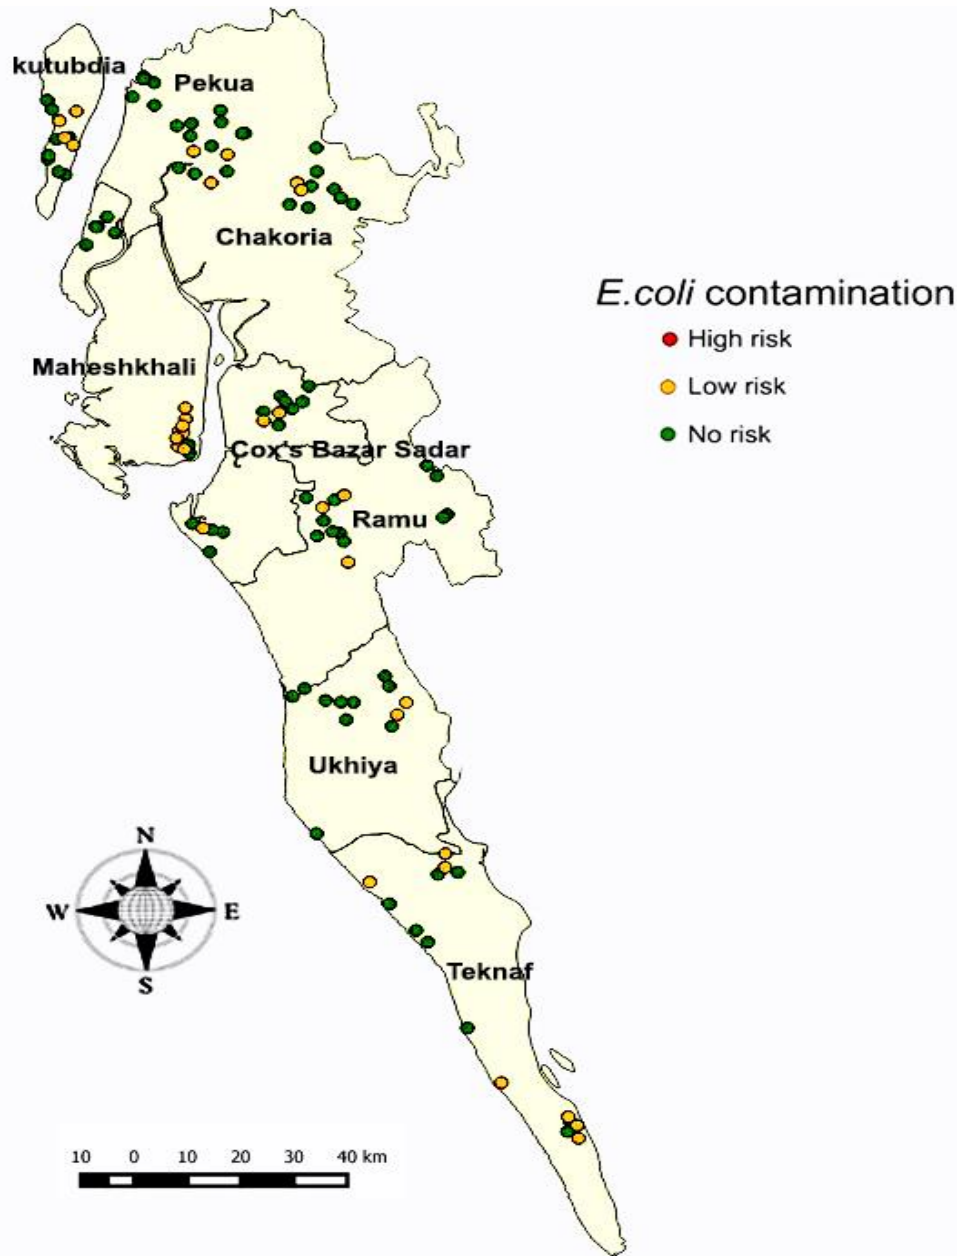 kutubdia
Pekua
Chakoria
E.coli contamination
High risk
Low risk
No risk
Maheshkhali
Cox's Bazar Sadar
Ramu
Ukhiya
N
W E
S
Teknaf
10 0 10 20 30 40 km